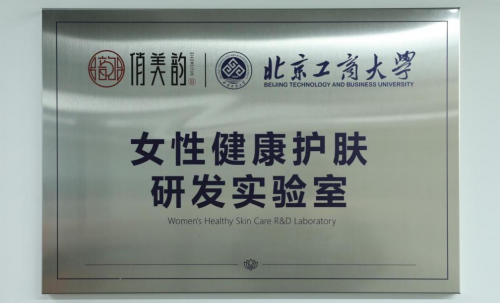 俏美韵 北京工商大学
BEIJING TECHNOLOGY AND BUSINESS UNIVERSITY
女性健康护肤
研发实验室
Women's Healthy Skin Care R&D Laboratory